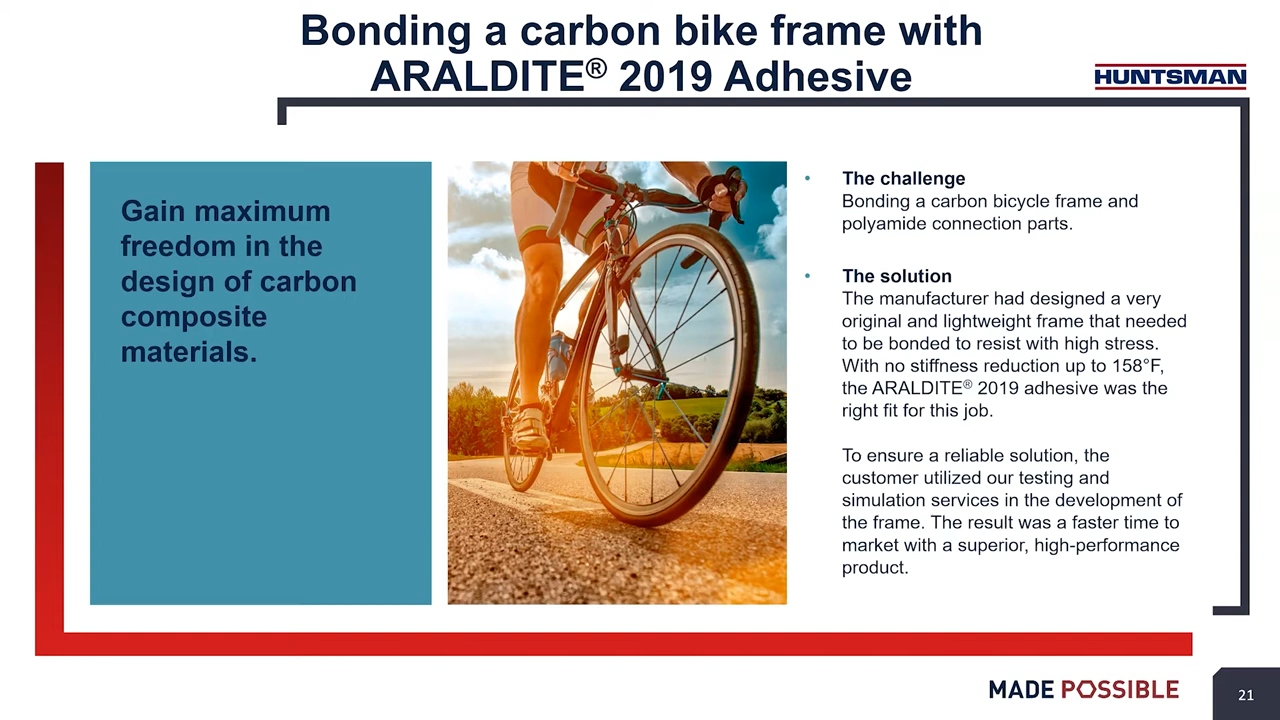 Bonding a carbon bike frame with
ARALDITE® 2019 Adhesive
HUNTSMAN
Gain maximum
freedom in the
design of carbon
composite
materials.
• The challenge
Bonding a carbon bicycle frame and
polyamide connection parts.
• The solution
The manufacturer had designed a very
original and lightweight frame that needed
to be bonded to resist with high stress.
With no stiffness reduction up to 158°F,
the ARALDITE® 2019 adhesive was the
right fit for this job.
To ensure a reliable solution, the
customer utilized our testing and
simulation services in the development of
the frame. The result was a faster time to
market with a superior, high-performance
product.
MADE POSSIBLE
21